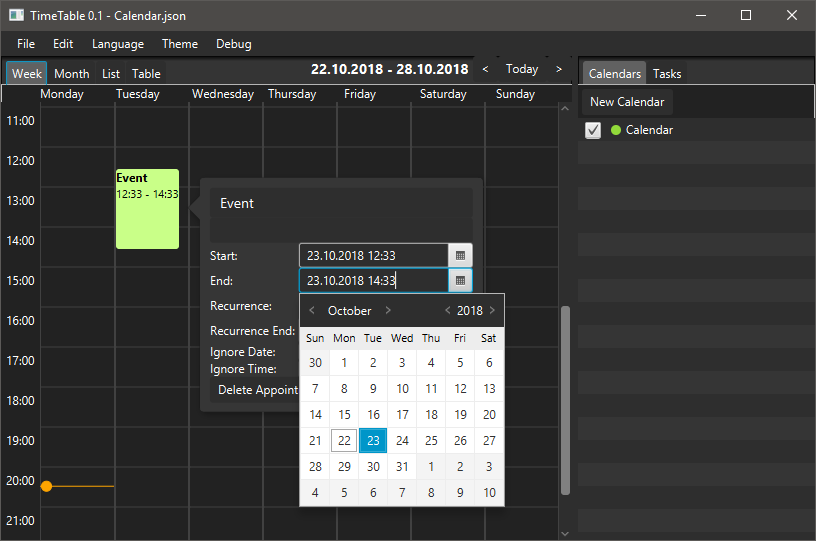 TimeTable 0.1 - Calendar.json
File Edit Language Theme Debug
Week Month List Table 22.10.2018 - 28.10.2018 < Today >
Calendars Tasks
Monday Tuesday Wednesday Thursday Friday Saturday Sunday
New Calendar
Calendar
11:00
12:00
13:00
14:00
15:00
16:00
17:00
18:00
19:00
20:00
21:00
Event
12:33 - 14:33
Event
Start: 23.10.2018 12:33
End: 23.10.2018 14:33
Recurrence:
Recurrence End:
Ignore Date:
Ignore Time:
Delete Appoint
< October > < 2018 >
Sun Mon Tue Wed Thu Fri Sat
30 1 2 3 4 5 6
7 8 9 10 11 12 13
14 15 16 17 18 19 20
21 22 23 24 25 26 27
28 29 30 31 1 2 3
4 5 6 7 8 9 10